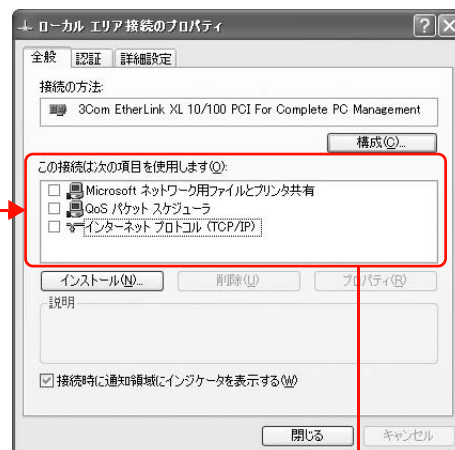 ローカル エリア接続のプロパティ
全般 認証 詳細設定
接続の方法:
3Com EtherLink XL 10/100 PCI For Complete PC Management
構成(C)...
この接続は次の項目を使用します(O):
Microsoft ネットワーク用ファイルとプリンタ共有
QoS パケット スケジューラ
インターネット プロトコル (TCP/IP)
インストール(N)... 削除(U) プロパティ(R)
説明
接続時に通知領域にインジケータを表示する(W)
閉じる キャンセル